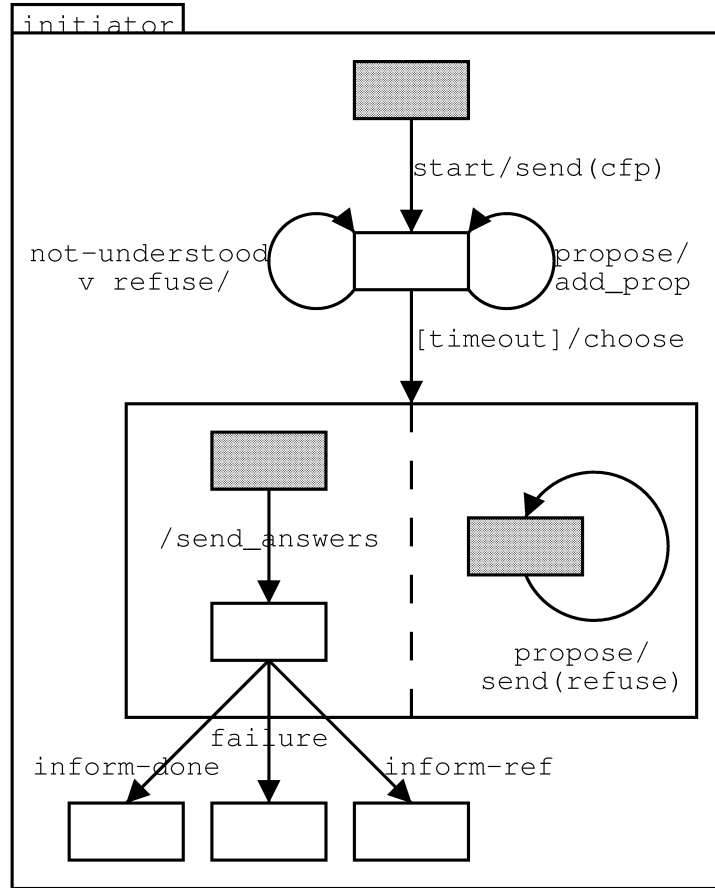 initiator
start/send(cfp)
not-understood
v refuse/
propose/
add_prop
[timeout]/choose
/send_answers
propose/
send(refuse)
failure
inform-done
inform-ref